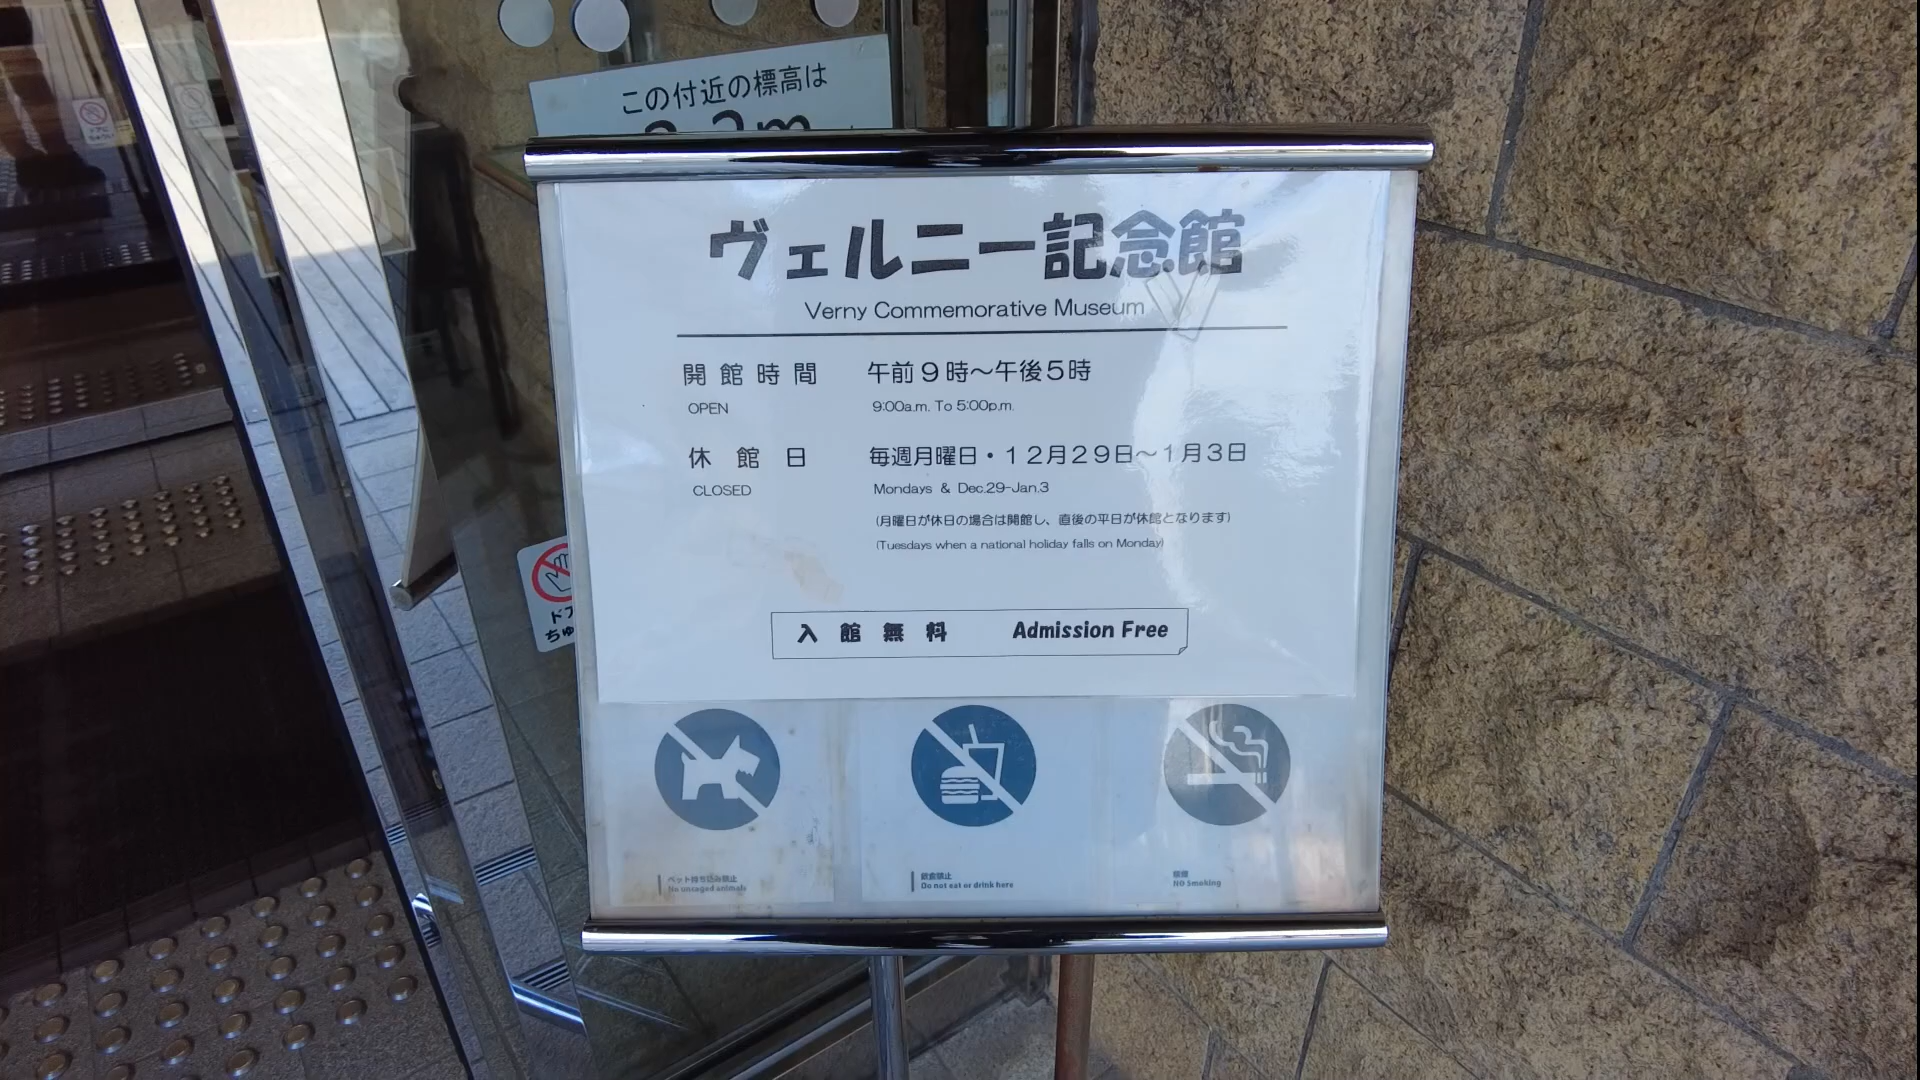 この付近の標高は
ヴェルニー記念館
Verny Commemorative Museum
開館時間 午前9時~午後5時
OPEN 9:00a.m. To 5:00p.m.
休館日 毎週月曜日・12月29日~1月3日
CLOSED Mondays & Dec.29-Jan.3
(月曜日が休日の場合は開館し、直後の平日が休館となります)
(Tuesdays when a national holiday falls on Monday)
入館無料 Admission Free
ペット持ち込み禁止
No uncaged animals
飲食禁止
Do not eat or drink here
禁煙
NO Smoking